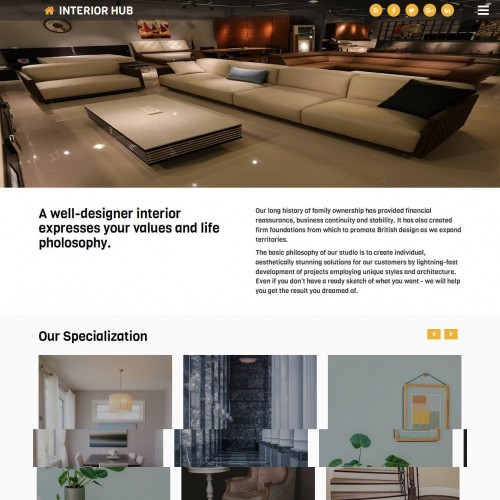 INTERIOR HUB
A well-designer interior
expresses your values and life
pholosophy.
Our long history of family ownership has provided financial
reassurance, business continuity and stability. It has also created
firm foundations from which to promote British design as we expand
territories.
The basic philosophy of our studio is to create individual,
aesthetically stunning solutions for our customers by lightning-fast
development of projects employing unique styles and architecture.
Even if you don't have a ready sketch of what you want - we will help
you get the result you dreamed of.
Our Specialization